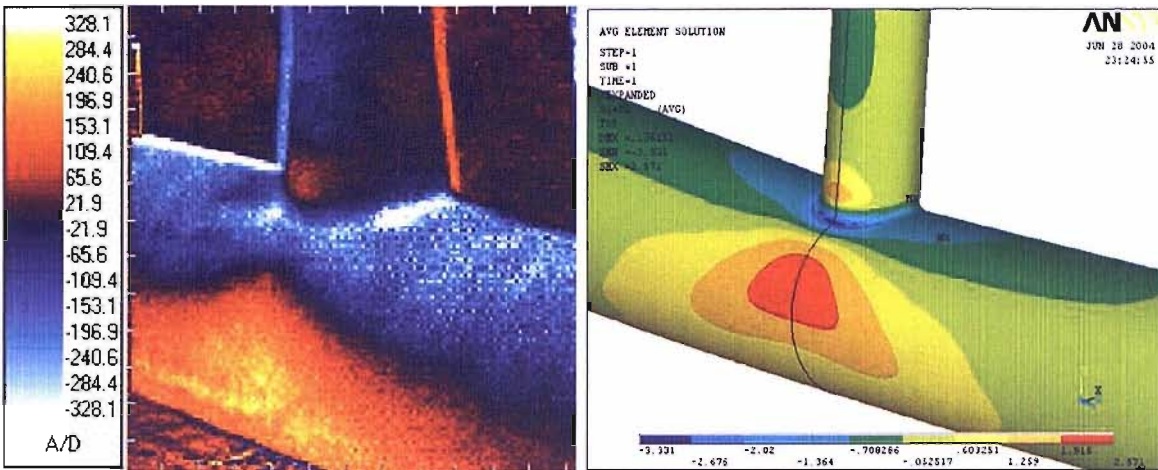 328.1
284.4
240.6
196.9
153.1
109.4
65.6
21.9
-21.9
-65.6
-109.4
-153.1
-196.9
-240.6
-284.4
-328.1
A/D
AVG ELEMENT SOLUTION
STEP=1
SUB =1
TIME=1
(AVG)
AN
JUN 28 2004
23:24:55
X
-3.331
-2.676
-2.02
-1.364
-.708266
-.052517
.603251
1.259